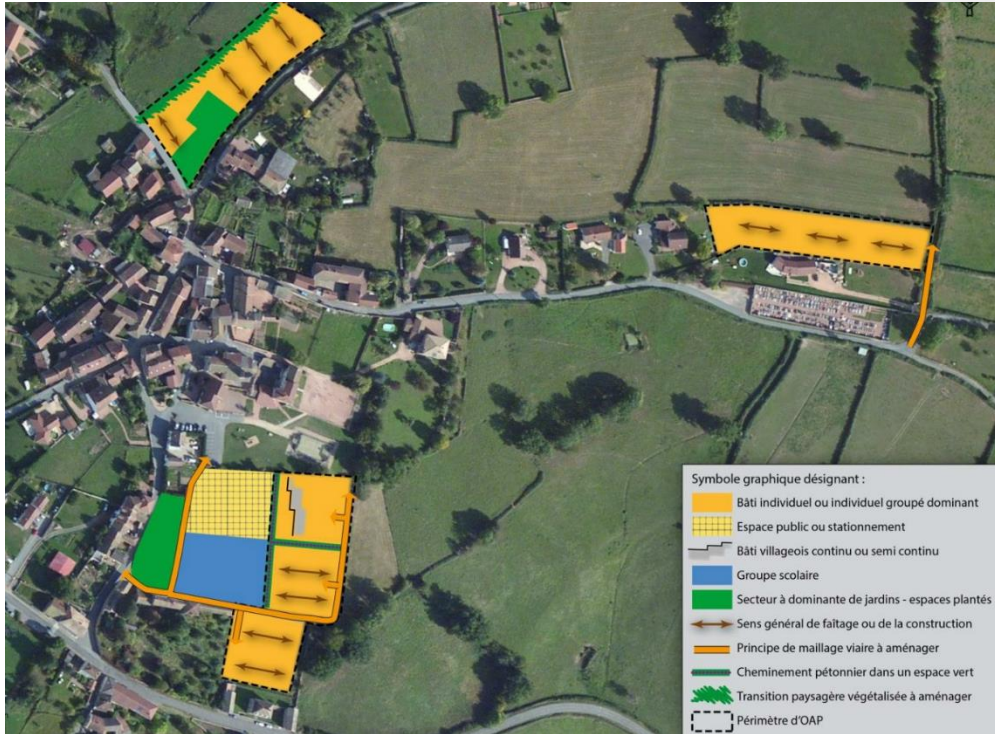 Symbole graphique désignant :
Bâti individuel ou individuel groupé dominant
Espace public ou stationnement
Bâti villageois continu ou semi continu
Groupe scolaire
Secteur à dominante de jardins - espaces plantés
Sens général de faîtage ou de la construction
Principe de maillage viaire à aménager
Cheminement pétonnier dans un espace vert
Transition paysagère végétalisée à aménager
Périmètre d'OAP